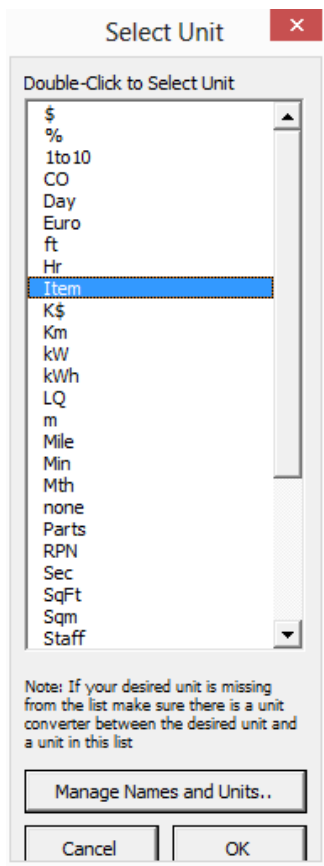 Select Unit
Double-Click to Select Unit
$
%
1to10
CO
Day
Euro
ft
Hr
Item
K$
Km
kW
kWh
LQ
m
Mile
Min
Mth
none
Parts
RPN
Sec
SqFt
Sqm
Staff
Note: If your desired unit is missing
from the list make sure there is a unit
converter between the desired unit and
a unit in this list
Manage Names and Units..
Cancel OK